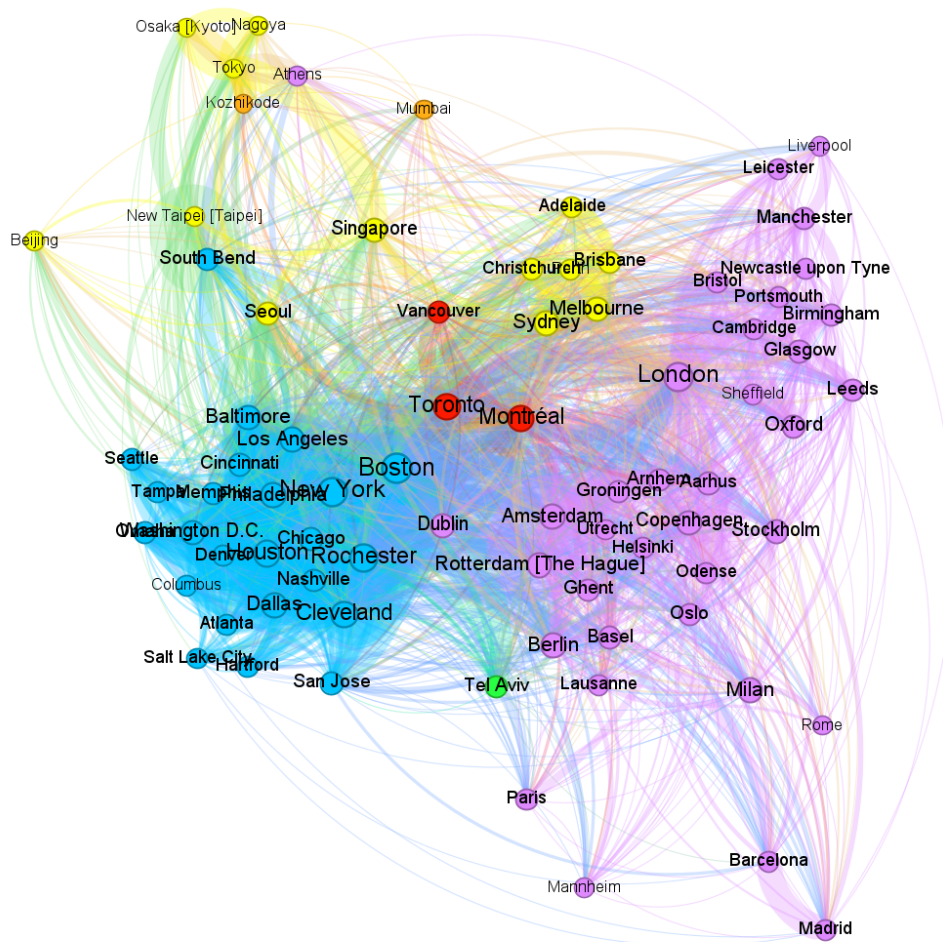 Osaka [Kyoto]
Nagoya
Tokyo
Athens
Kozhikode
Mumbai
Liverpool
Leicester
New Taipei [Taipei]
Adelaide
Manchester
Singapore
Beijing
South Bend
Christchurch
Brisbane
Newcastle upon Tyne
Bristol
Portsmouth
Seoul
Vancouver
Melbourne
Sydney
Birmingham
Cambridge
Glasgow
London
Sheffield
Leeds
Toronto
Montréal
Baltimore
Oxford
Los Angeles
Seattle
Cincinnati
Boston
Arnhem
Aarhus
Tampa
Memphis
Philadelphia
New York
Groningen
Amsterdam
Utrecht
Copenhagen
Dublin
Stockholm
Washington D.C.
Chicago
Helsinki
Denver
Houston
Rochester
Rotterdam [The Hague]
Odense
Columbus
Nashville
Ghent
Dallas
Cleveland
Oslo
Atlanta
Berlin
Basel
Salt Lake City
Hartford
San Jose
Tel Aviv
Lausanne
Milan
Rome
Paris
Barcelona
Mannheim
Madrid